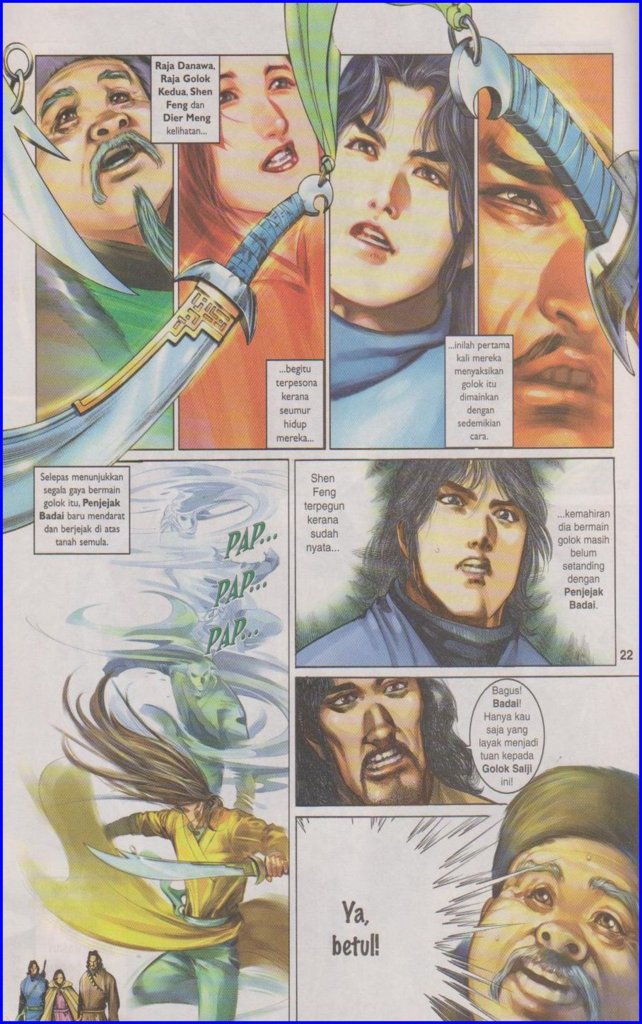 Raja Danawa,
Raja Golok
Kedua, Shen
Feng dan
Dier Meng
kelihatan...
...begitu
terpesona
kerana
seumur
hidup
mereka...
...inilah pertama
kali mereka
menyaksikan
golok itu
dimainkan
dengan
sedemikian
cara.
Selepas menunjukkan
segala gaya bermain
golok itu, Penjejak
Badai baru mendarat
dan berjejak di atas
tanah semula.
PAP...
PAP...
PAP...
Shen
Feng
terpegun
kerana
sudah
nyata...
...kemahiran
dia bermain
golok masih
belum
setanding
dengan
Penjejak
Badai.
22
Bagus!
Badai!
Hanya kau
saja yang
layak menjadi
tuan kepada
Golok Salji
ini!
Ya,
betul!